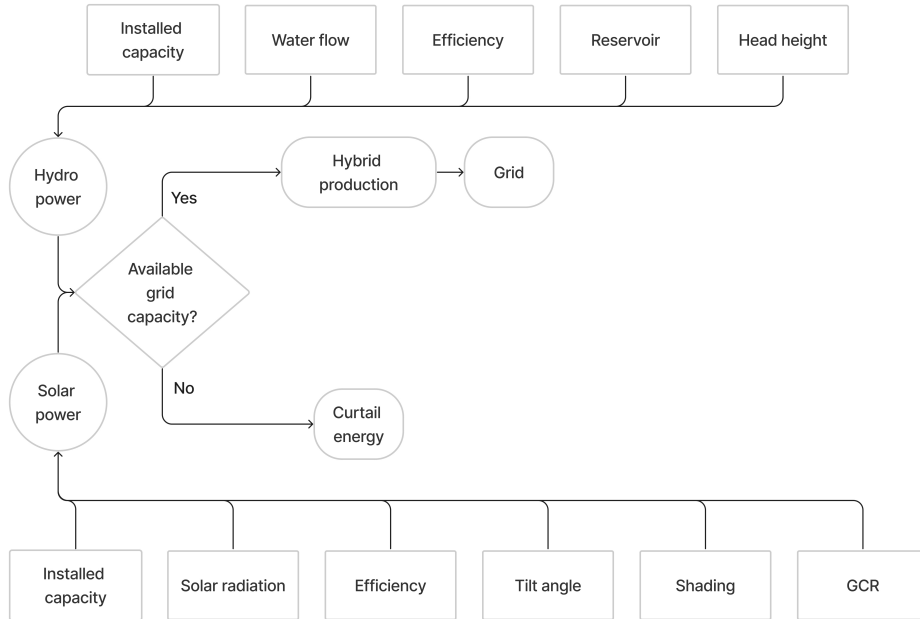 Installed
capacity
Water flow
Efficiency
Reservoir
Head height
Hydro
power
Hybrid
production
Grid
Yes
Available
grid
capacity?
No
Solar
power
Curtail
energy
Installed
capacity
Solar radiation
Efficiency
Tilt angle
Shading
GCR